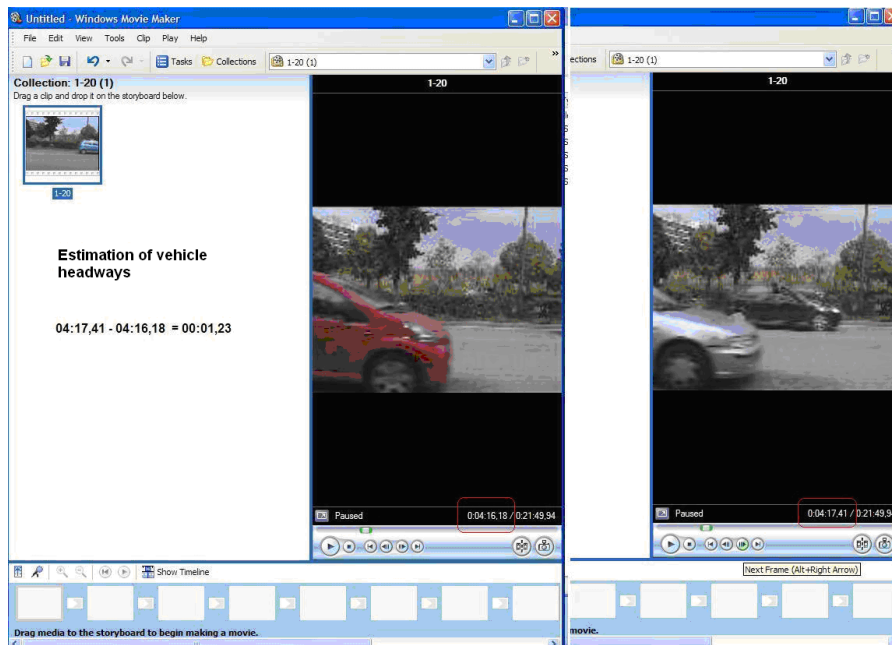 Untitled - Windows Movie Maker
File Edit View Tools Clip Play Help
Tasks Collections 1-20 (1) »
ections 1-20 (1)
Collection: 1-20 (1)
Drag a clip and drop it on the storyboard below.
1-20
1-20
1-20
Estimation of vehicle
headways
04:17,41 - 04:16,18 = 00:01,23
Paused 0:04:16,18 / 0:21:49,94
Paused 0:04:17,41 / 0:21:49,9
Show Timeline
Next Frame (Alt+Right Arrow)
Drag media to the storyboard to begin making a movie.
movie.